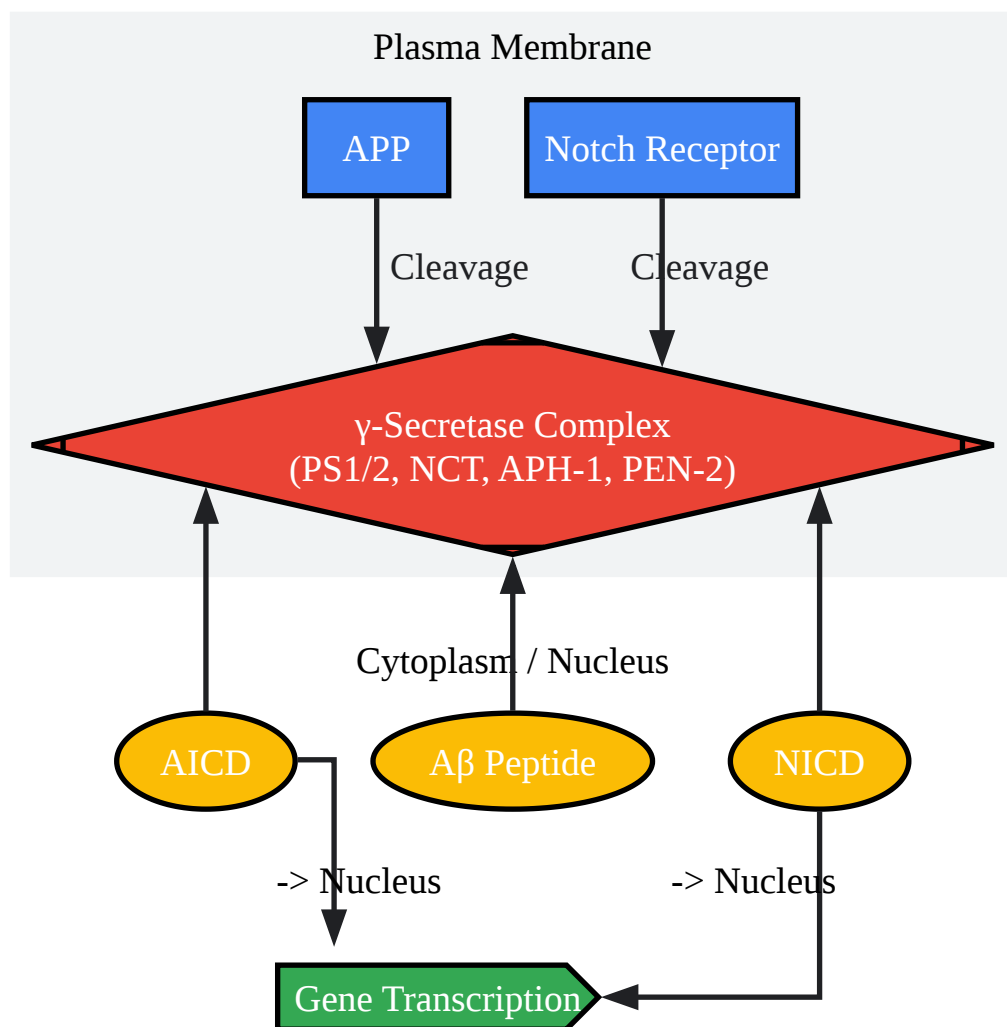 Plasma Membrane
APP
Notch Receptor
Cleavage
Cleavage
γ-Secretase Complex
(PS1/2, NCT, APH-1, PEN-2)
Cytoplasm / Nucleus
AICD
Aβ Peptide
NICD
-> Nucleus
-> Nucleus
Gene Transcription